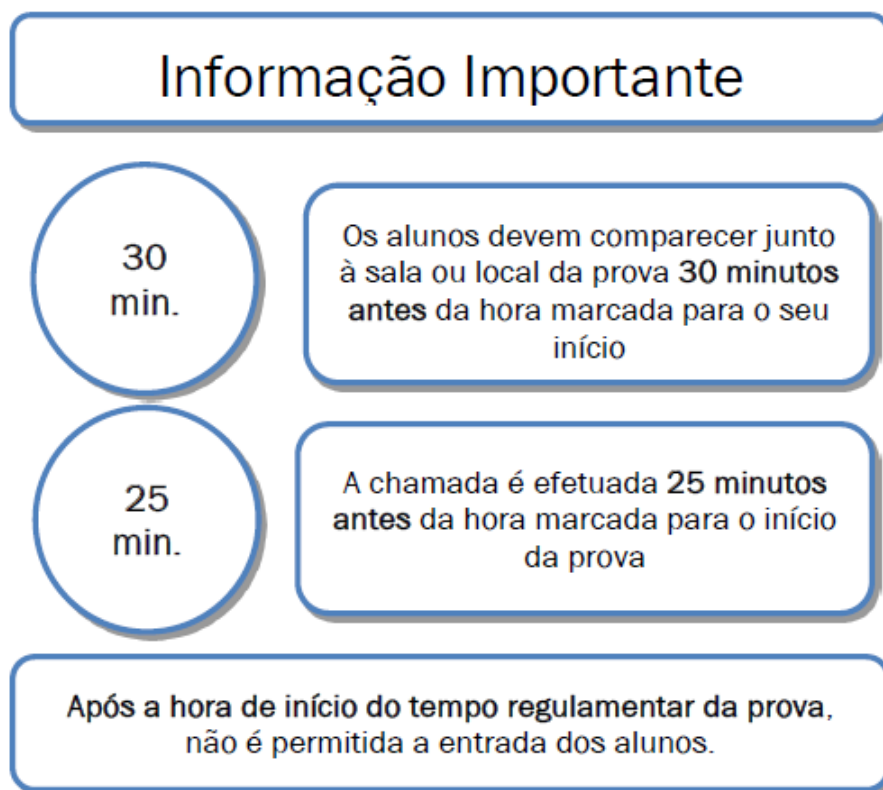 Informação Importante
30
min.
Os alunos devem comparecer junto
à sala ou local da prova 30 minutos
antes da hora marcada para o seu
início
25
min.
A chamada é efetuada 25 minutos
antes da hora marcada para o início
da prova
Após a hora de início do tempo regulamentar da prova,
não é permitida a entrada dos alunos.